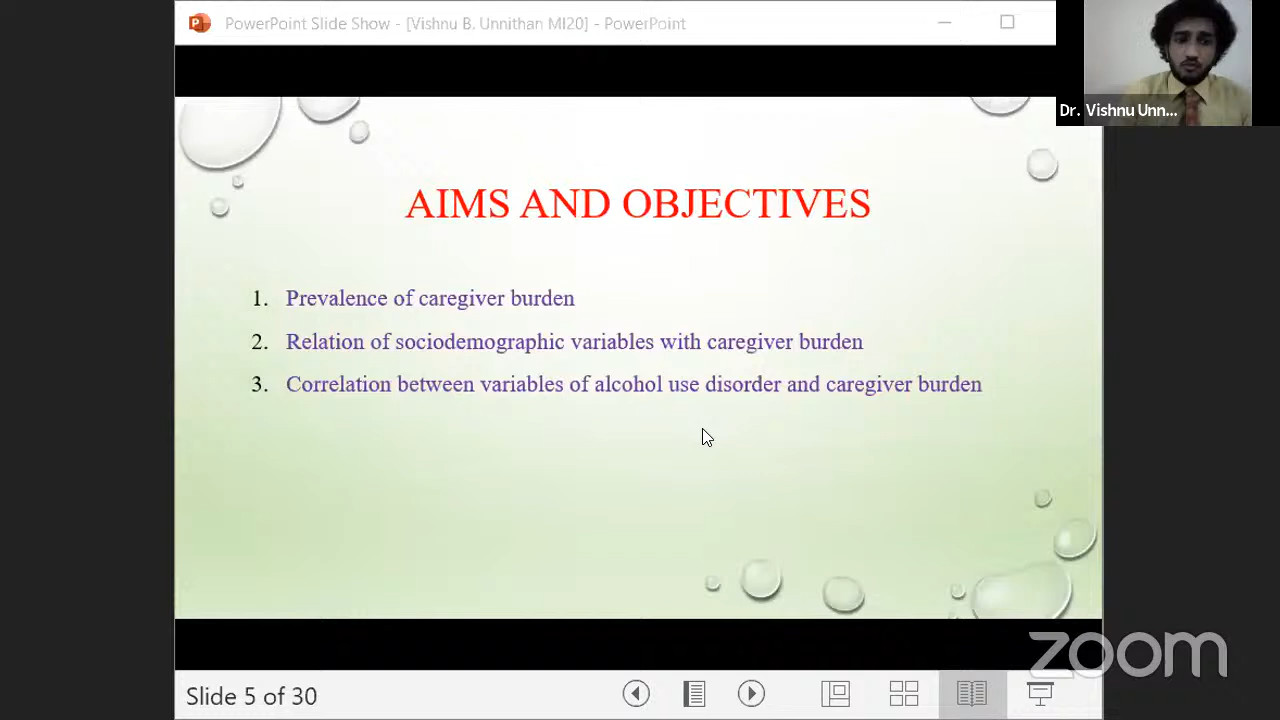 PowerPoint Slide Show - [Vishnu B. Unnithan MI20] - PowerPoint
Dr. Vishnu Unn...
AIMS AND OBJECTIVES
1. Prevalence of caregiver burden
2. Relation of sociodemographic variables with caregiver burden
3. Correlation between variables of alcohol use disorder and caregiver burden
zoom
Slide 5 of 30